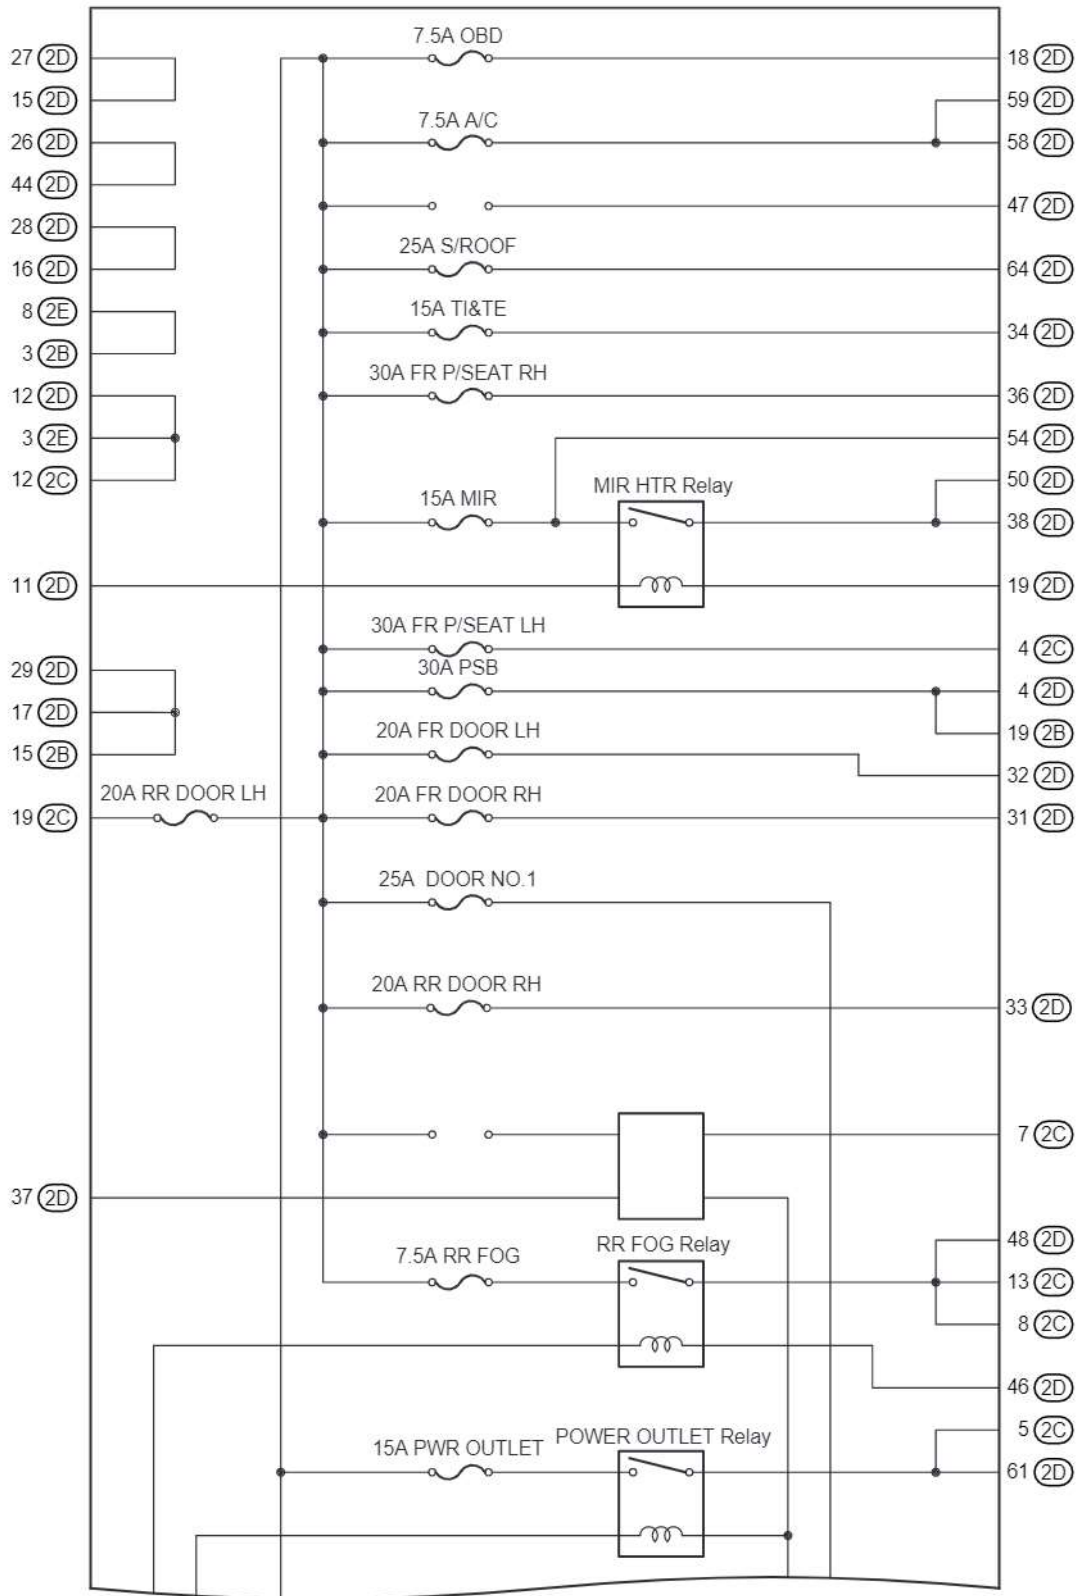 7.5A OBD
27 2D
18 2D
15 2D
59 2D
7.5A A/C
26 2D
58 2D
44 2D
47 2D
28 2D
25A S/ROOF
16 2D
64 2D
8 2E
15A TI&TE
34 2D
3 2B
30A FR P/SEAT RH
12 2D
36 2D
3 2E
54 2D
12 2C
MIR HTR Relay
50 2D
15A MIR
38 2D
11 2D
19 2D
30A FR P/SEAT LH
4 2C
29 2D
30A PSB
4 2D
17 2D
20A FR DOOR LH
19 2B
15 2B
32 2D
20A RR DOOR LH
20A FR DOOR RH
19 2C
31 2D
25A DOOR NO.1
20A RR DOOR RH
33 2D
7 2C
37 2D
48 2D
7.5A RR FOG
RR FOG Relay
13 2C
8 2C
46 2D
5 2C
15A PWR OUTLET
POWER OUTLET Relay
61 2D